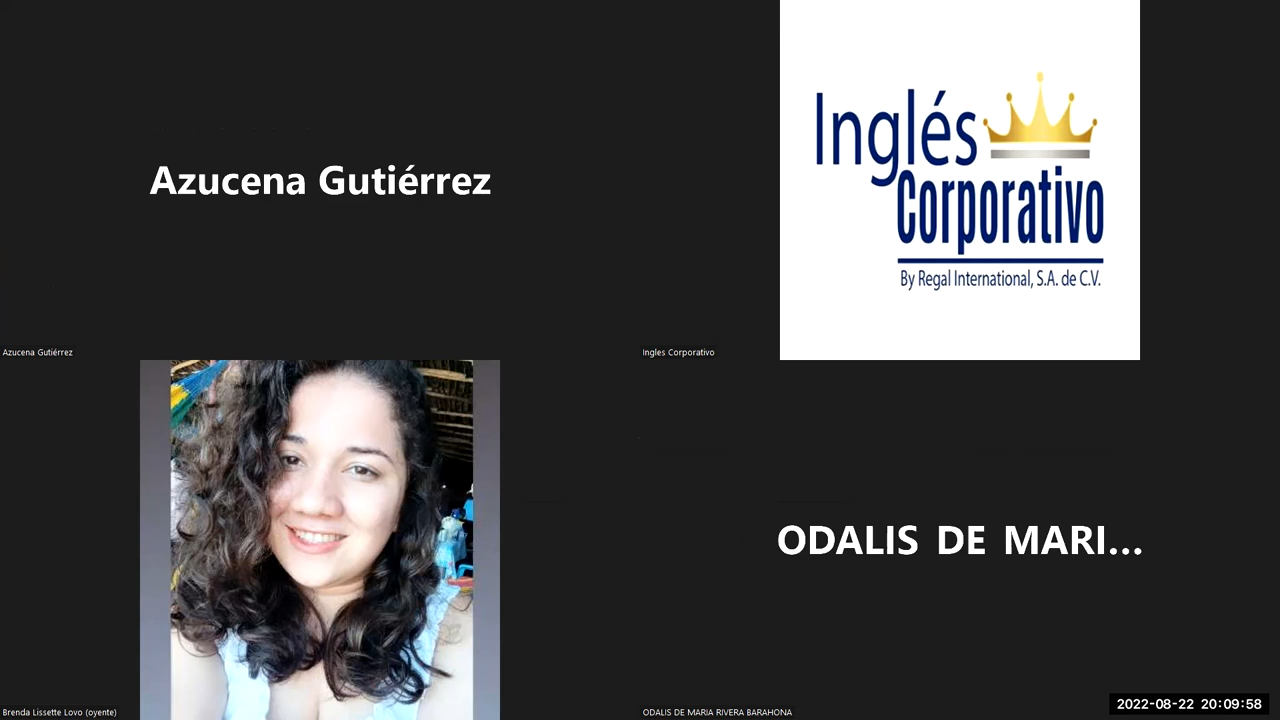 Azucena Gutiérrez
Inglés
Corporativo
By Regal International, S.A. de C.V.
Azucena Gutiérrez
Ingles Corporativo
ODALIS DE MARI...
Brenda Lissette Lovo (oyente)
ODALIS DE MARIA RIVERA BARAHONA
2022-08-22 20:09:58